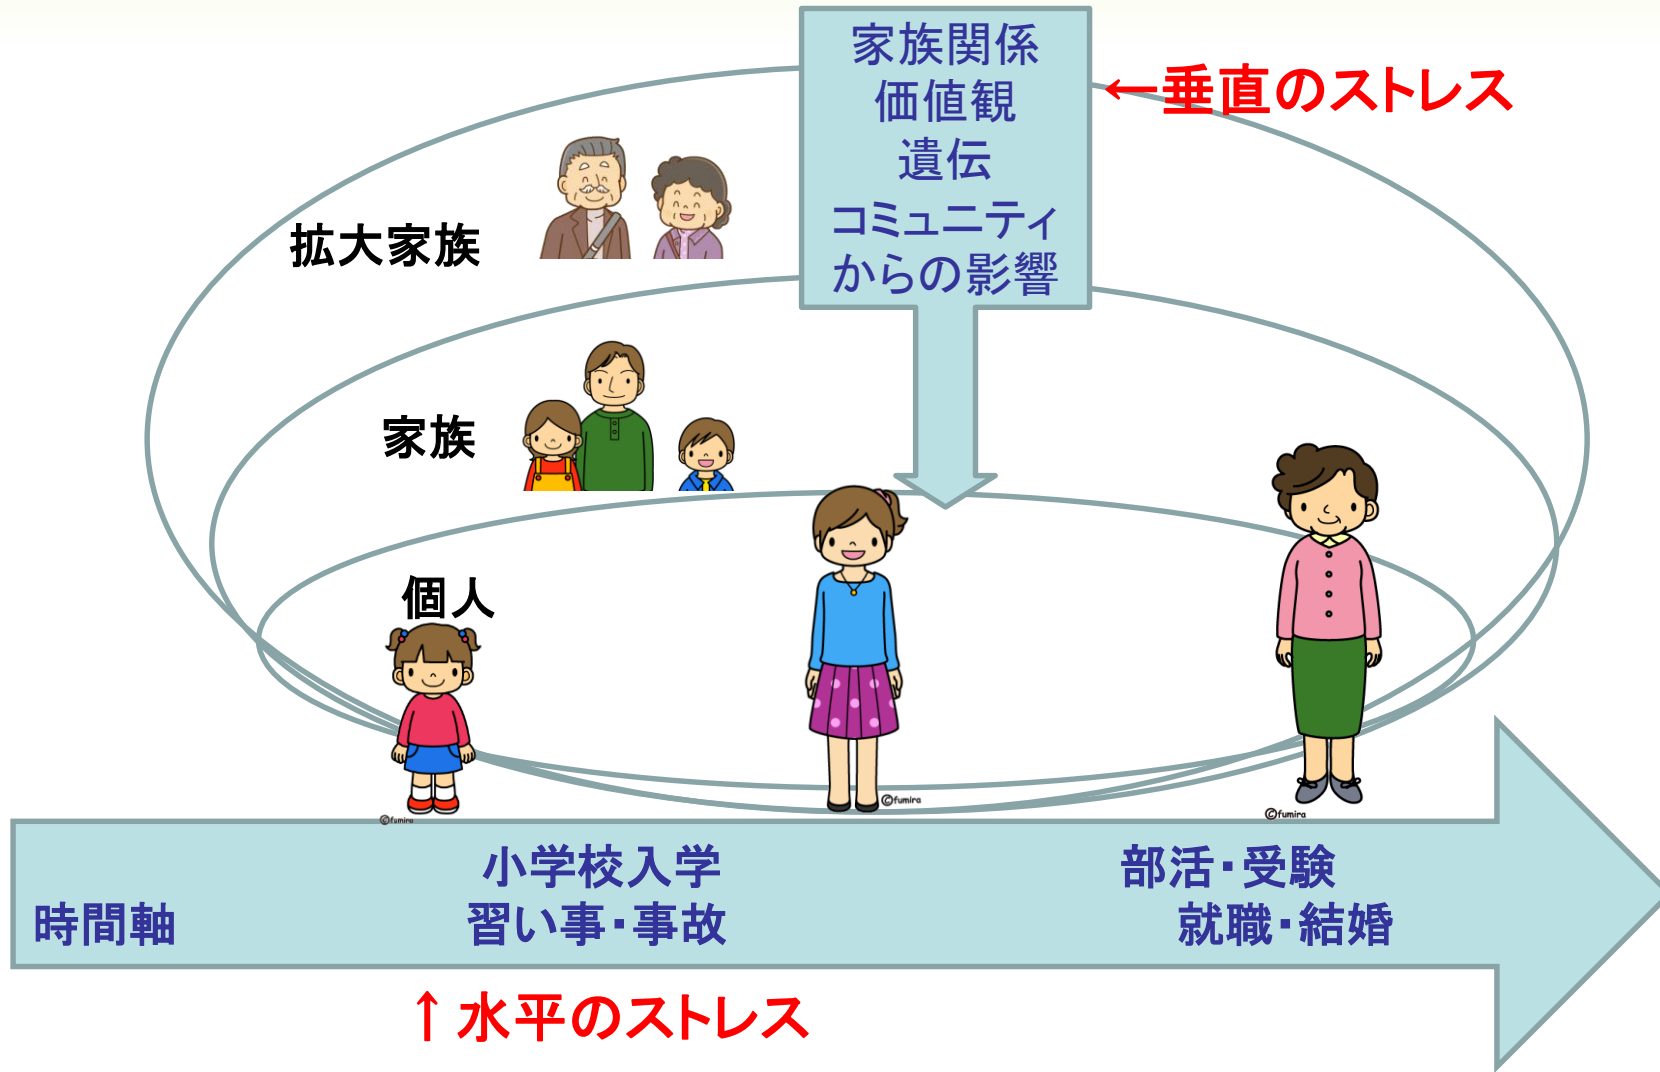 家族関係
価値観
遺伝
コミュニティ
からの影響
←垂直のストレス
拡大家族
家族
個人
©fumira
©fumira
©fumira
時間軸
小学校入学
習い事・事故
部活・受験
就職・結婚
↑水平のストレス